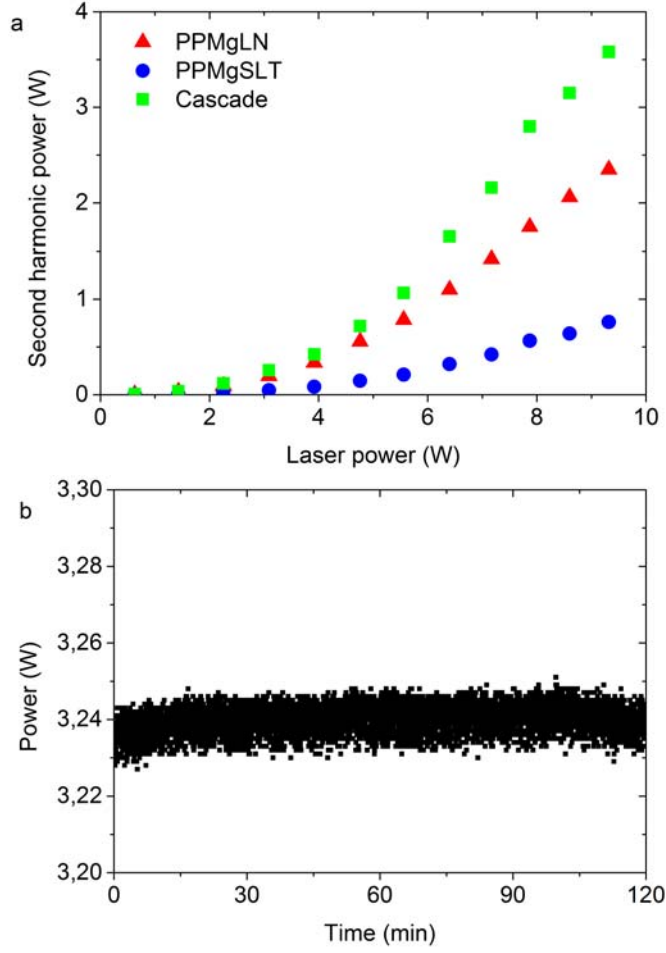 a
PPMgLN
PPMgSLT
Cascade
Second harmonic power (W)
4
3
2
1
0
0 2 4 6 8 10
Laser power (W)
b
Power (W)
3,30
3,28
3,26
3,24
3,22
3,20
0 30 60 90 120
Time (min)